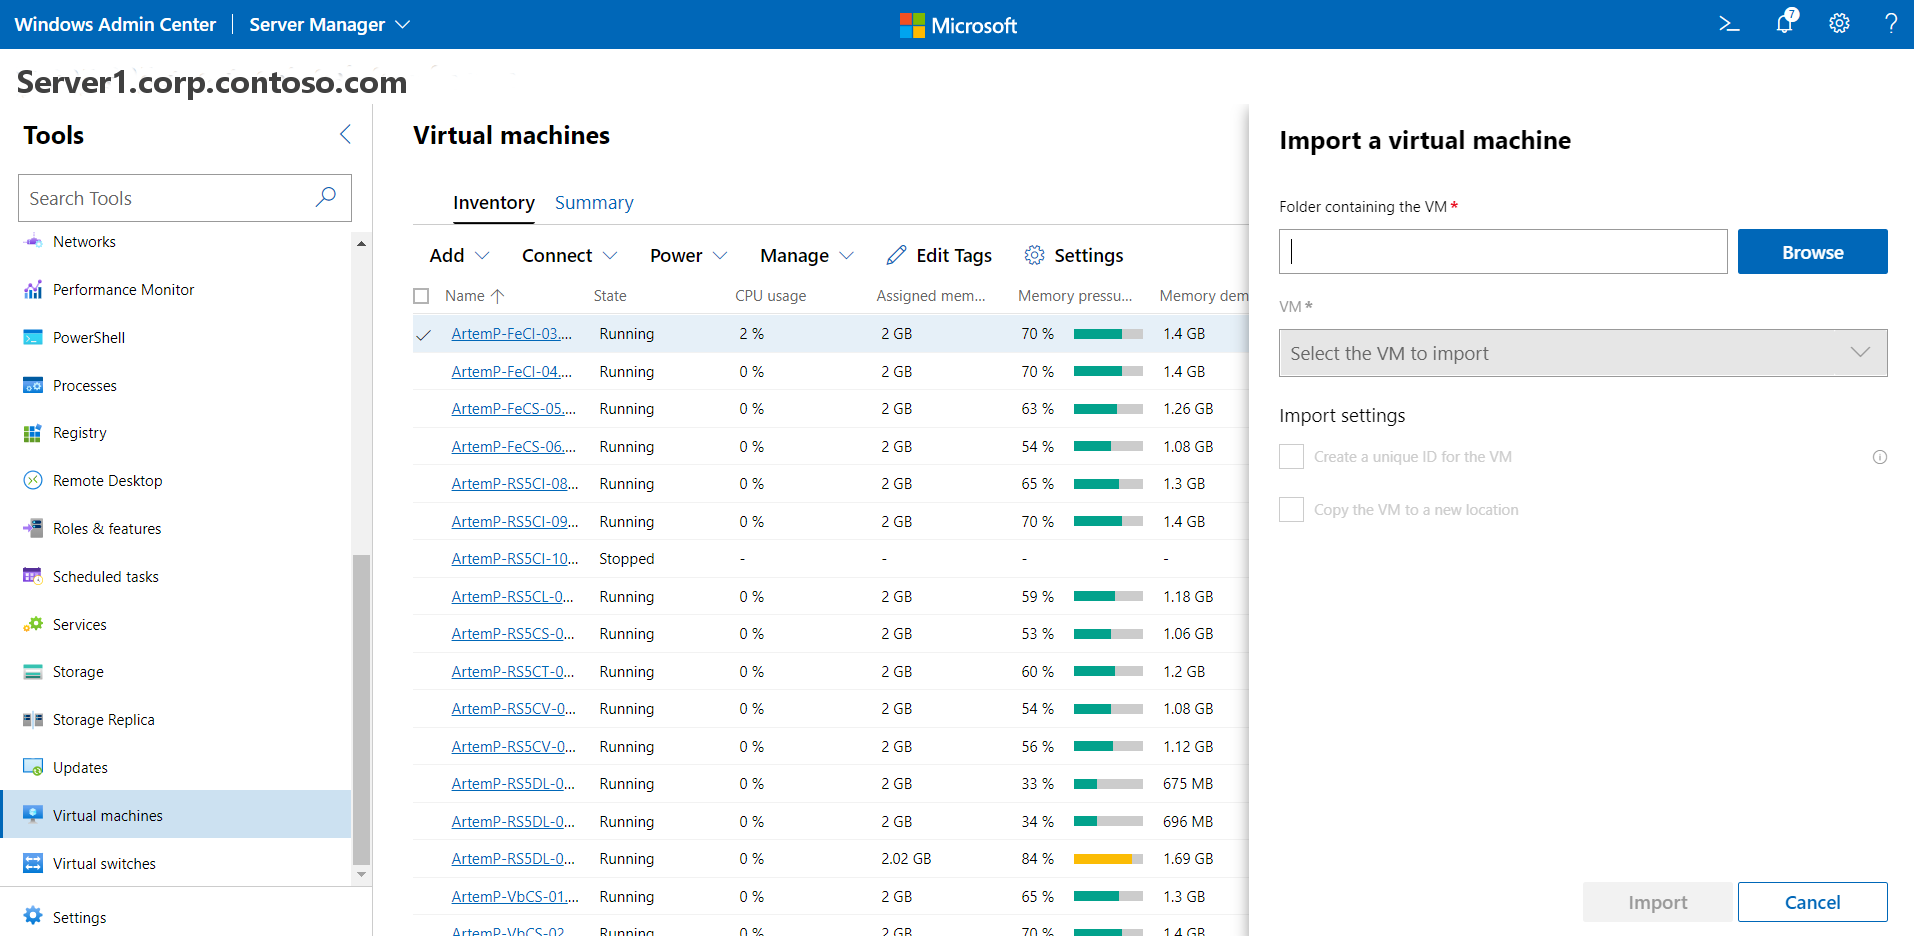 Windows Admin Center | Server Manager
Microsoft
7
Server1.corp.contoso.com
Tools
Search Tools
Networks
Performance Monitor
PowerShell
Processes
Registry
Remote Desktop
Roles & features
Scheduled tasks
Services
Storage
Storage Replica
Updates
Virtual machines
Virtual switches
Settings
Virtual machines
Inventory Summary
Add Connect Power Manage Edit Tags Settings
Name State CPU usage Assigned mem... Memory pressu... Memory dem
ArtemP-FeCI-03.... Running 2 % 2 GB 70 % 1.4 GB
ArtemP-FeCI-04.... Running 0 % 2 GB 70 % 1.4 GB
ArtemP-FeCS-05.... Running 0 % 2 GB 63 % 1.26 GB
ArtemP-FeCS-06.... Running 0 % 2 GB 54 % 1.08 GB
ArtemP-RS5CI-08... Running 0 % 2 GB 65 % 1.3 GB
ArtemP-RS5CI-09... Running 0 % 2 GB 70 % 1.4 GB
ArtemP-RS5CI-10... Stopped - - - -
ArtemP-RS5CL-0... Running 0 % 2 GB 59 % 1.18 GB
ArtemP-RS5CS-0... Running 0 % 2 GB 53 % 1.06 GB
ArtemP-RS5CT-0... Running 0 % 2 GB 60 % 1.2 GB
ArtemP-RS5CV-0... Running 0 % 2 GB 54 % 1.08 GB
ArtemP-RS5CV-0... Running 0 % 2 GB 56 % 1.12 GB
ArtemP-RS5DL-0... Running 0 % 2 GB 33 % 675 MB
ArtemP-RS5DL-0... Running 0 % 2 GB 34 % 696 MB
ArtemP-RS5DL-0... Running 0 % 2.02 GB 84 % 1.69 GB
ArtemP-VbCS-01.... Running 0 % 2 GB 65 % 1.3 GB
ArtemP-VbCS-02 Running 0 % 2 GB 70 % 1.4 GB
Import a virtual machine
Folder containing the VM *
Browse
VM *
Select the VM to import
Import settings
Create a unique ID for the VM
Copy the VM to a new location
Import Cancel